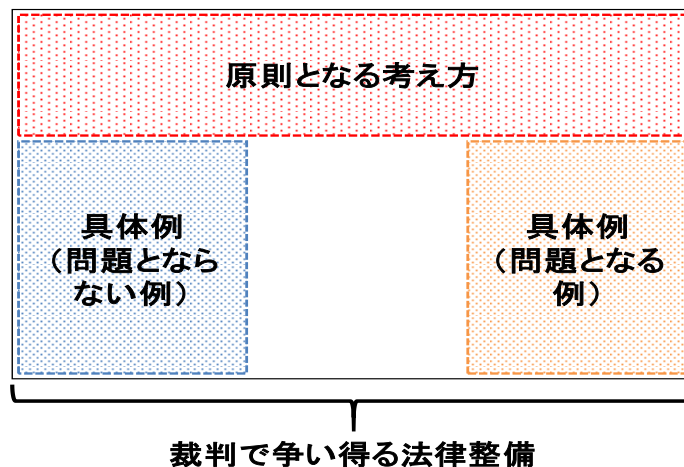 原則となる考え方
具体例
（問題となら
ない例）
具体例
（問題となる
例）
裁判で争い得る法律整備